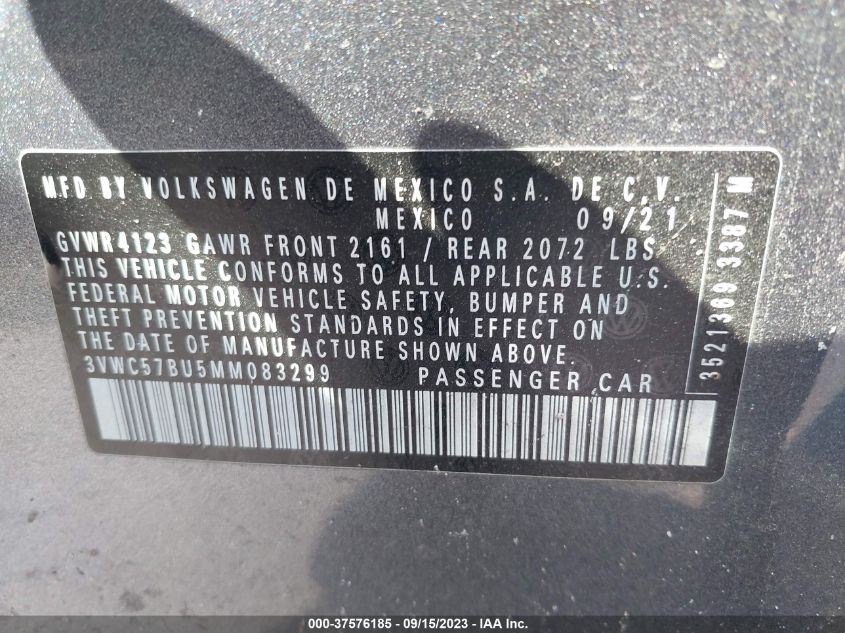 MFD BY VOLKSWAGEN DE MEXICO S.A. DE C.V.
MEXICO 09/21
GVWR4123 GAWR FRONT 2161 / REAR 2072 LBS
THIS VEHICLE CONFORMS TO ALL APPLICABLE U.S.
FEDERAL MOTOR VEHICLE SAFETY, BUMPER AND
THEFT PREVENTION STANDARDS IN EFFECT ON
THE DATE OF MANUFACTURE SHOWN ABOVE.
3VWC57BU5MM083299 PASSENGER CAR
3521369 3387 M
000-37576185 - 09/15/2023 - IAA Inc.